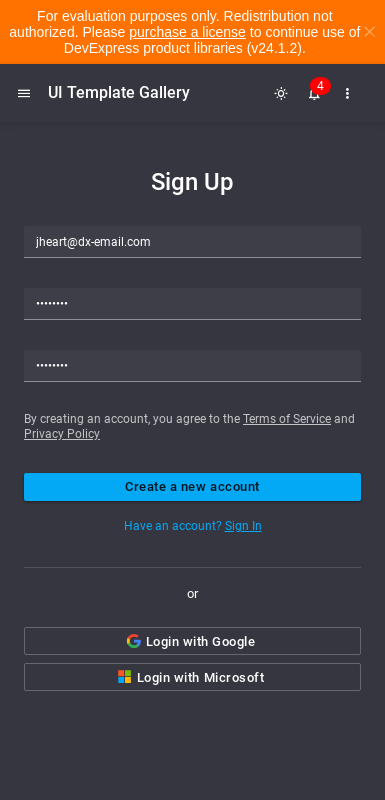 For evaluation purposes only. Redistribution not
authorized. Please purchase a license to continue use of
DevExpress product libraries (v24.1.2).
UI Template Gallery
4
Sign Up
jheart@dx-email.com
••••••••
••••••••
By creating an account, you agree to the Terms of Service and
Privacy Policy
Create a new account
Have an account? Sign In
or
Login with Google
Login with Microsoft